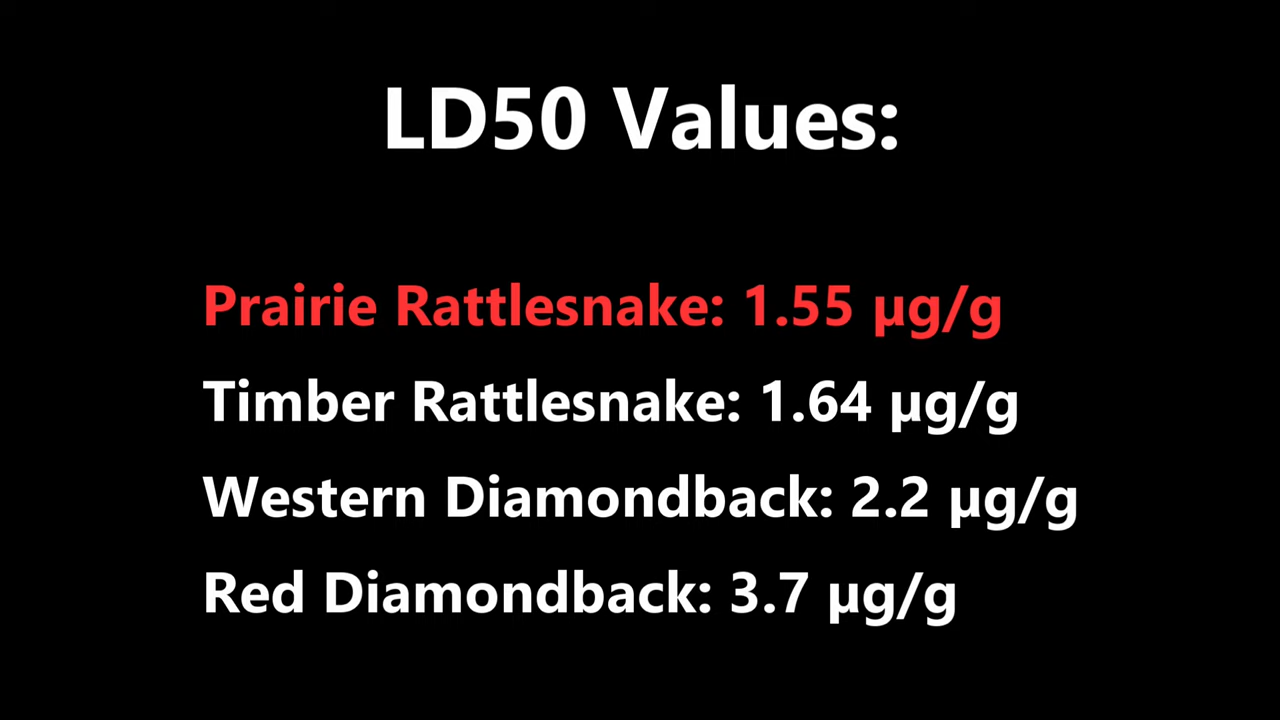 LD50 Values:
Prairie Rattlesnake: 1.55 µg/g
Timber Rattlesnake: 1.64 µg/g
Western Diamondback: 2.2 µg/g
Red Diamondback: 3.7 µg/g